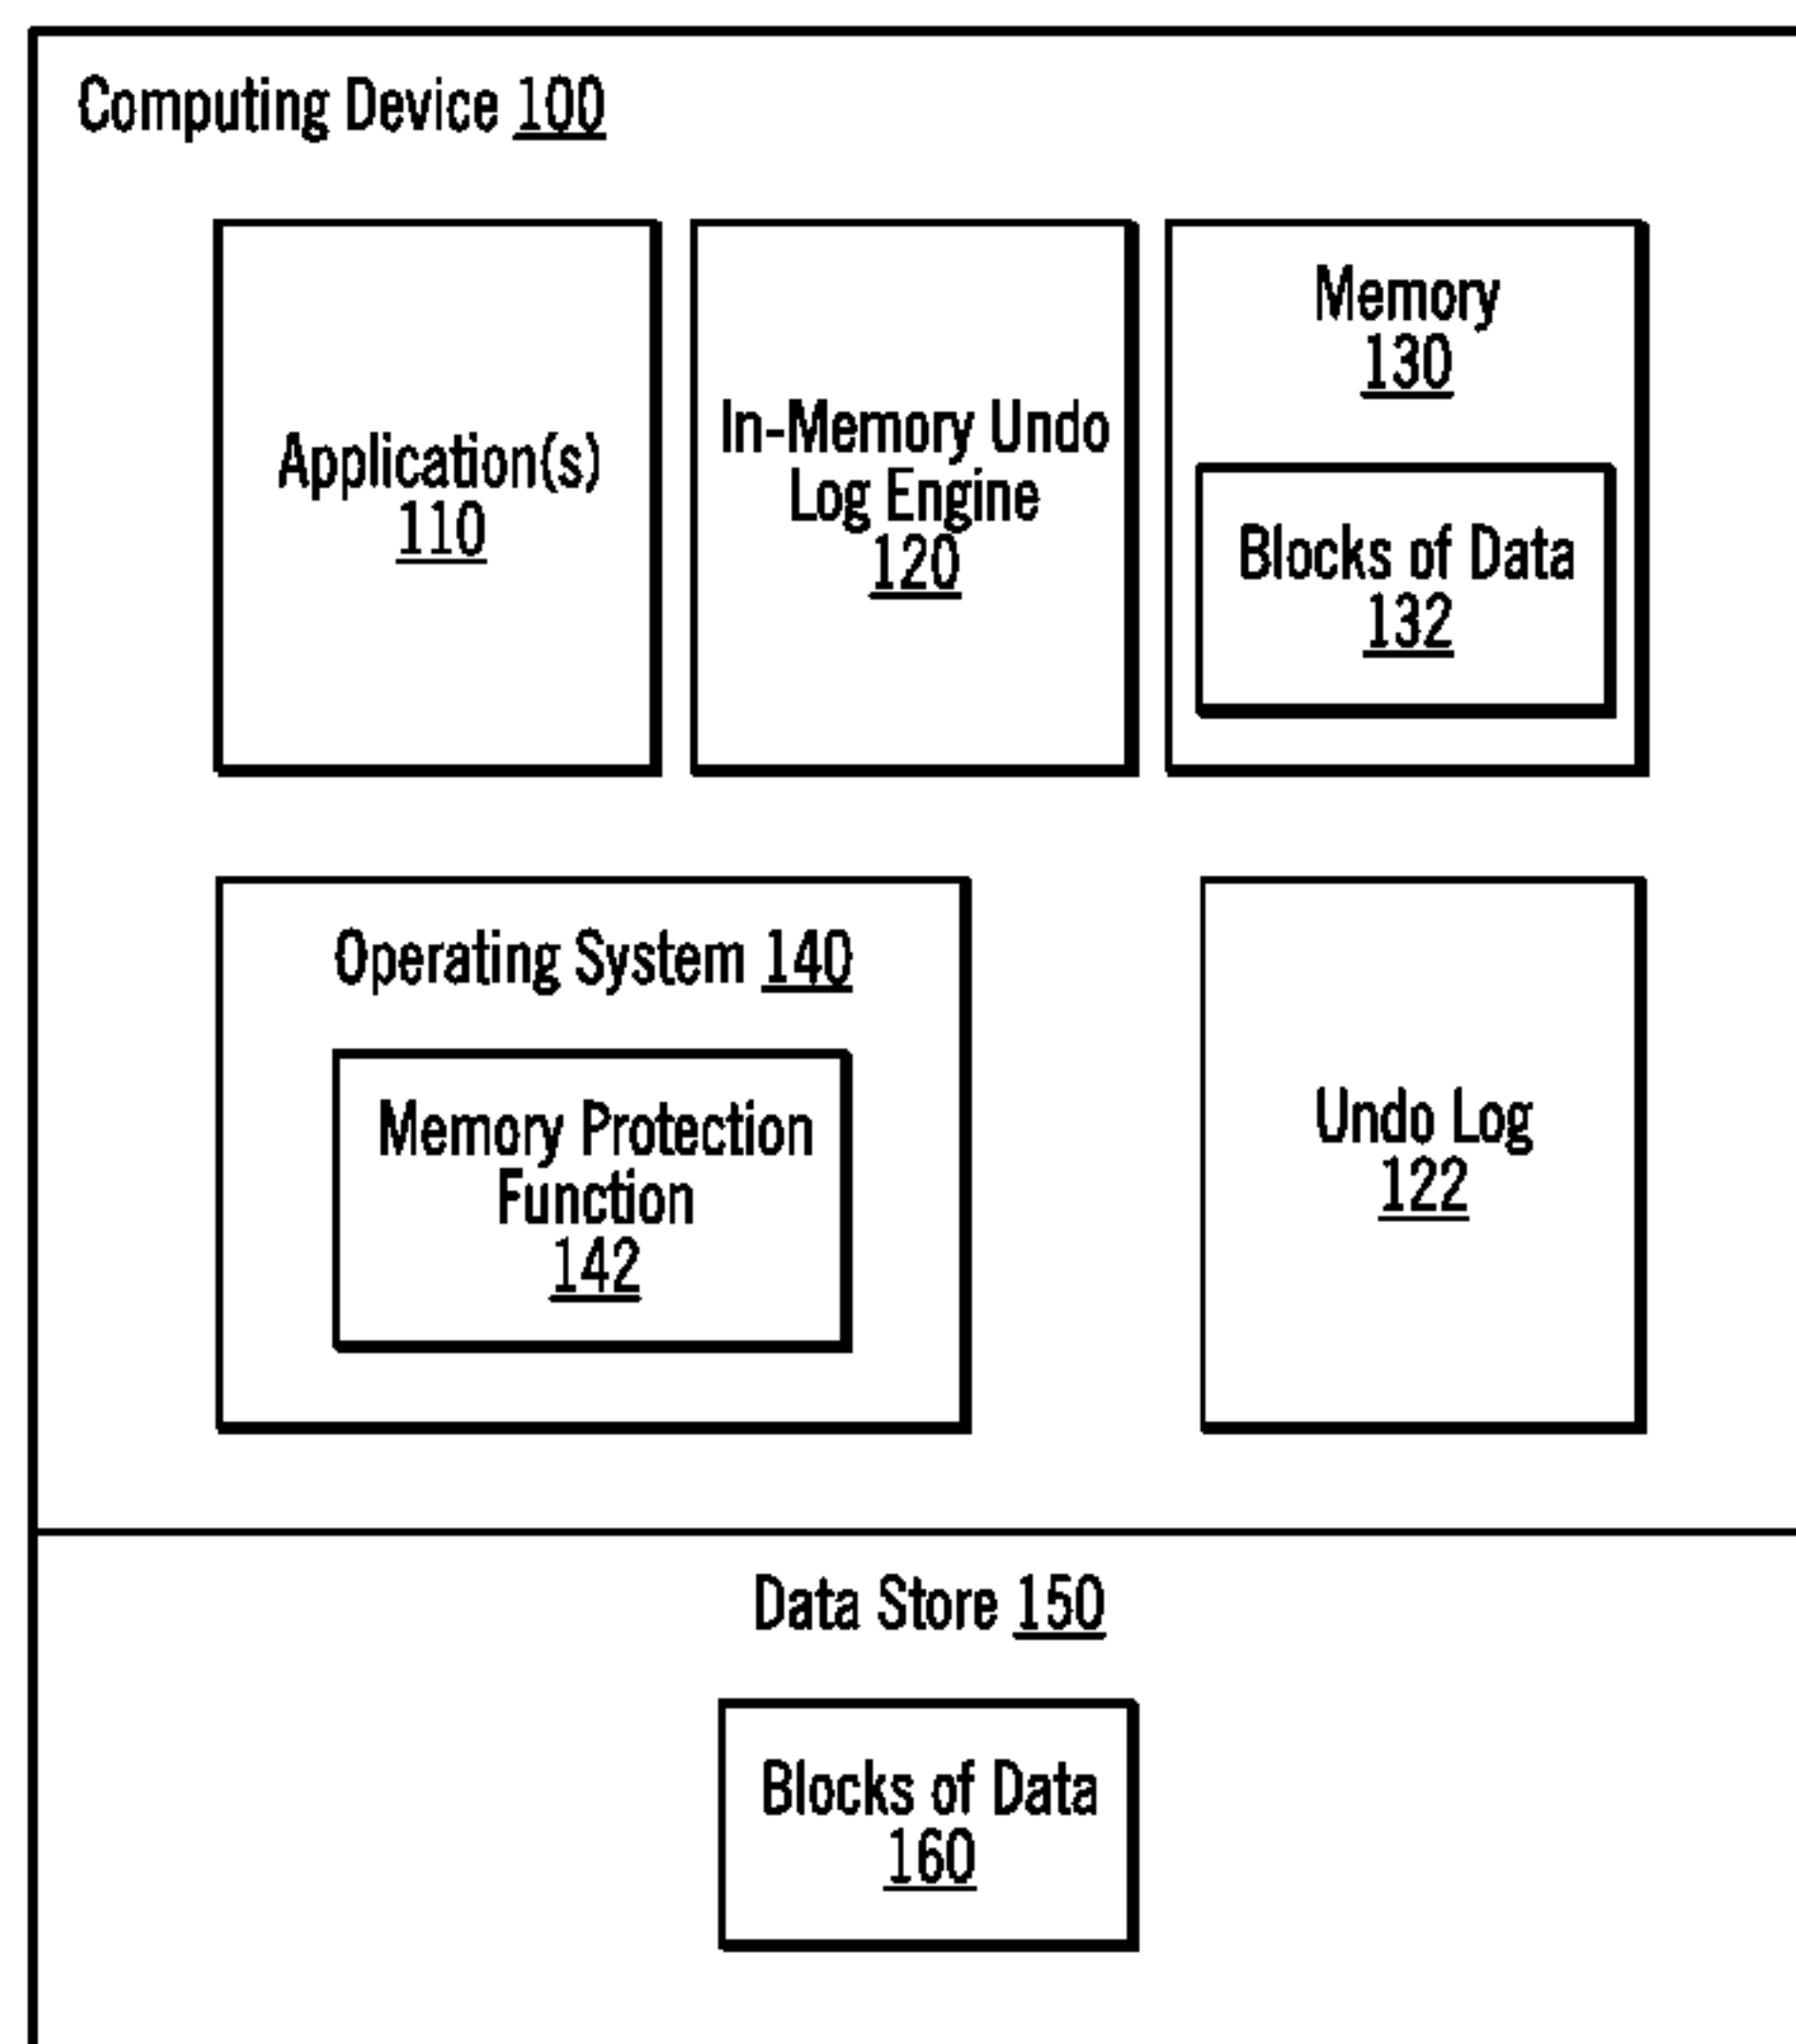 Computing Device 100
Application(s)
110
In-Memory Undo
Log Engine
120
Memory
130
Blocks of Data
132
Operating System 140
Memory Protection
Function
142
Undo Log
122
Data Store 150
Blocks of Data
160